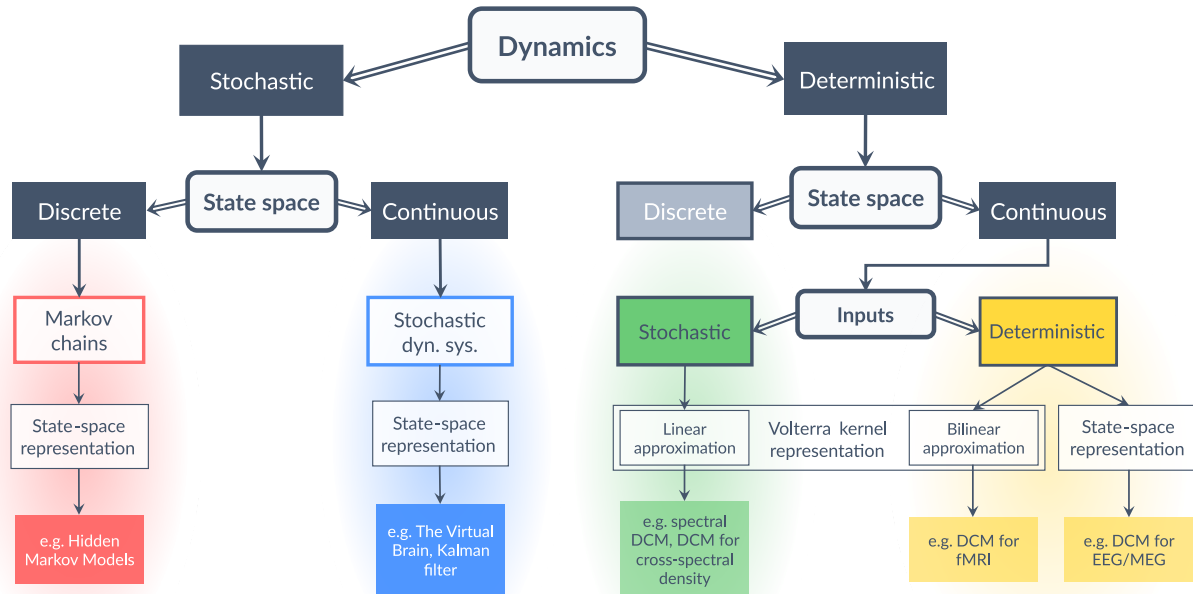 Dynamics
Stochastic
Deterministic
Discrete
State space
Continuous
Discrete
State space
Continuous
Markov
chains
Stochastic
dyn. sys.
Stochastic
Inputs
Deterministic
State-space
representation
State-space
representation
Linear
approximation
Volterra kernel
representation
Bilinear
approximation
State-space
representation
e.g. Hidden
Markov Models
e.g. The Virtual
Brain, Kalman
filter
e.g. spectral
DCM, DCM for
cross-spectral
density
e.g. DCM for
fMRI
e.g. DCM for
EEG/MEG